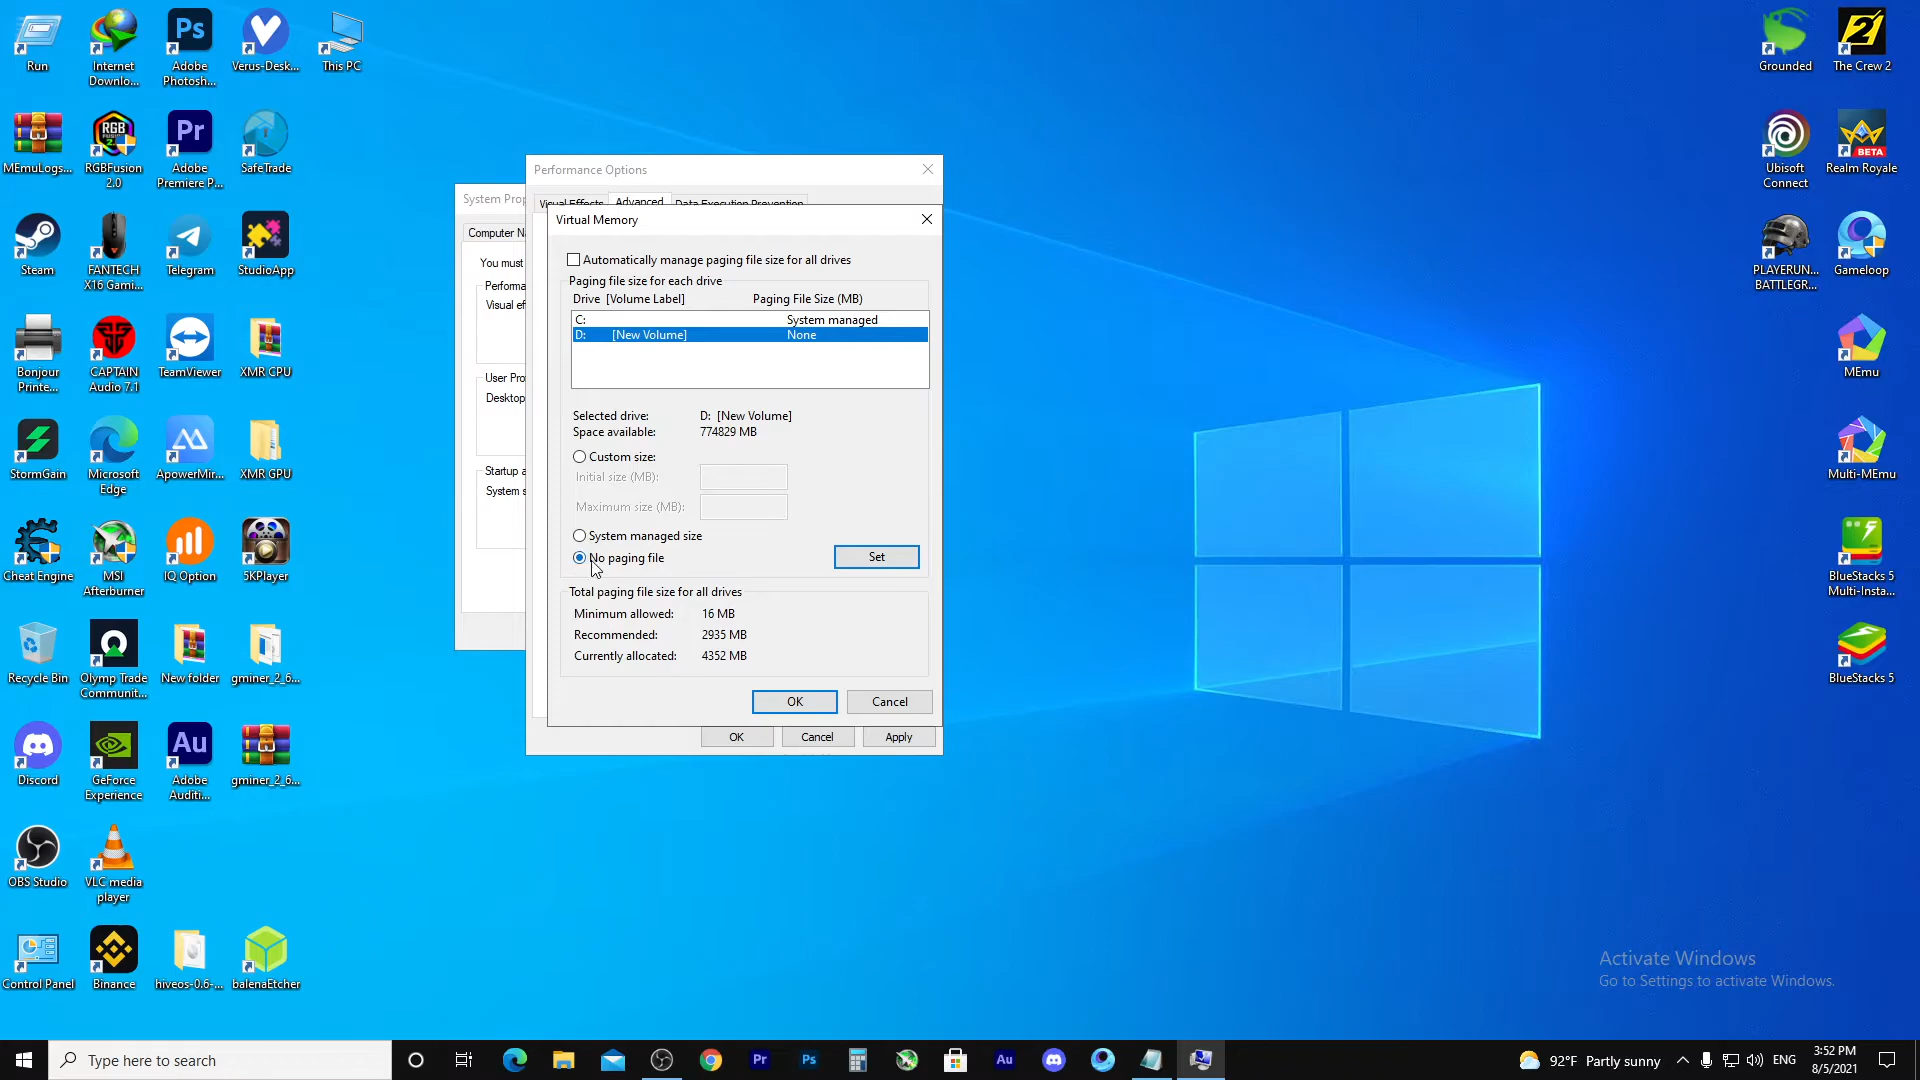 Run
Internet
Downlo...
Adobe
Photosh...
Verus-Desk...
This PC
MEmuLogs...
RGBFusion
2.0
Adobe
Premiere P...
SafeTrade
Steam
FANTECH
X16 Gami...
Telegram
StudioApp
Bonjour
Printe...
CAPTAIN
Audio 7.1
TeamViewer
XMR CPU
StormGain
Microsoft
Edge
ApowerMir...
XMR GPU
Cheat Engine
MSI
Afterburner
IQ Option
5KPlayer
Recycle Bin
Olymp Trade
Communit...
New folder
gminer_2_6...
Discord
GeForce
Experience
Adobe
Auditi...
gminer_2_6...
OBS Studio
VLC media
player
Control Panel
Binance
hiveos-0.6-...
balenaEtcher
System Prop
Computer N
You must
Performa
Visual ef
User Pro
Desktop
Startup a
System s
Performance Options
Visual Effects
Advanced
Data Execution Prevention
Virtual Memory
Automatically manage paging file size for all drives
Paging file size for each drive
Drive [Volume Label]
Paging File Size (MB)
C:
System managed
D: [New Volume]
None
Selected drive:
D: [New Volume]
Space available:
774829 MB
Custom size:
Initial size (MB):
Maximum size (MB):
System managed size
No paging file
Set
Total paging file size for all drives
Minimum allowed:
16 MB
Recommended:
2935 MB
Currently allocated:
4352 MB
OK
Cancel
OK
Cancel
Apply
Grounded
The Crew 2
Ubisoft
Connect
BETA
Realm Royale
PLAYERUN...
BATTLEGR...
Gameloop
MEmu
Multi-MEmu
BlueStacks 5
Multi-Insta...
BlueStacks 5
Activate Windows
Go to Settings to activate Windows.
Type here to search
Pr
Ps
Au
92°F Partly sunny
ENG
3:52 PM
8/5/2021
Ps
RGB
2
Pr
Au